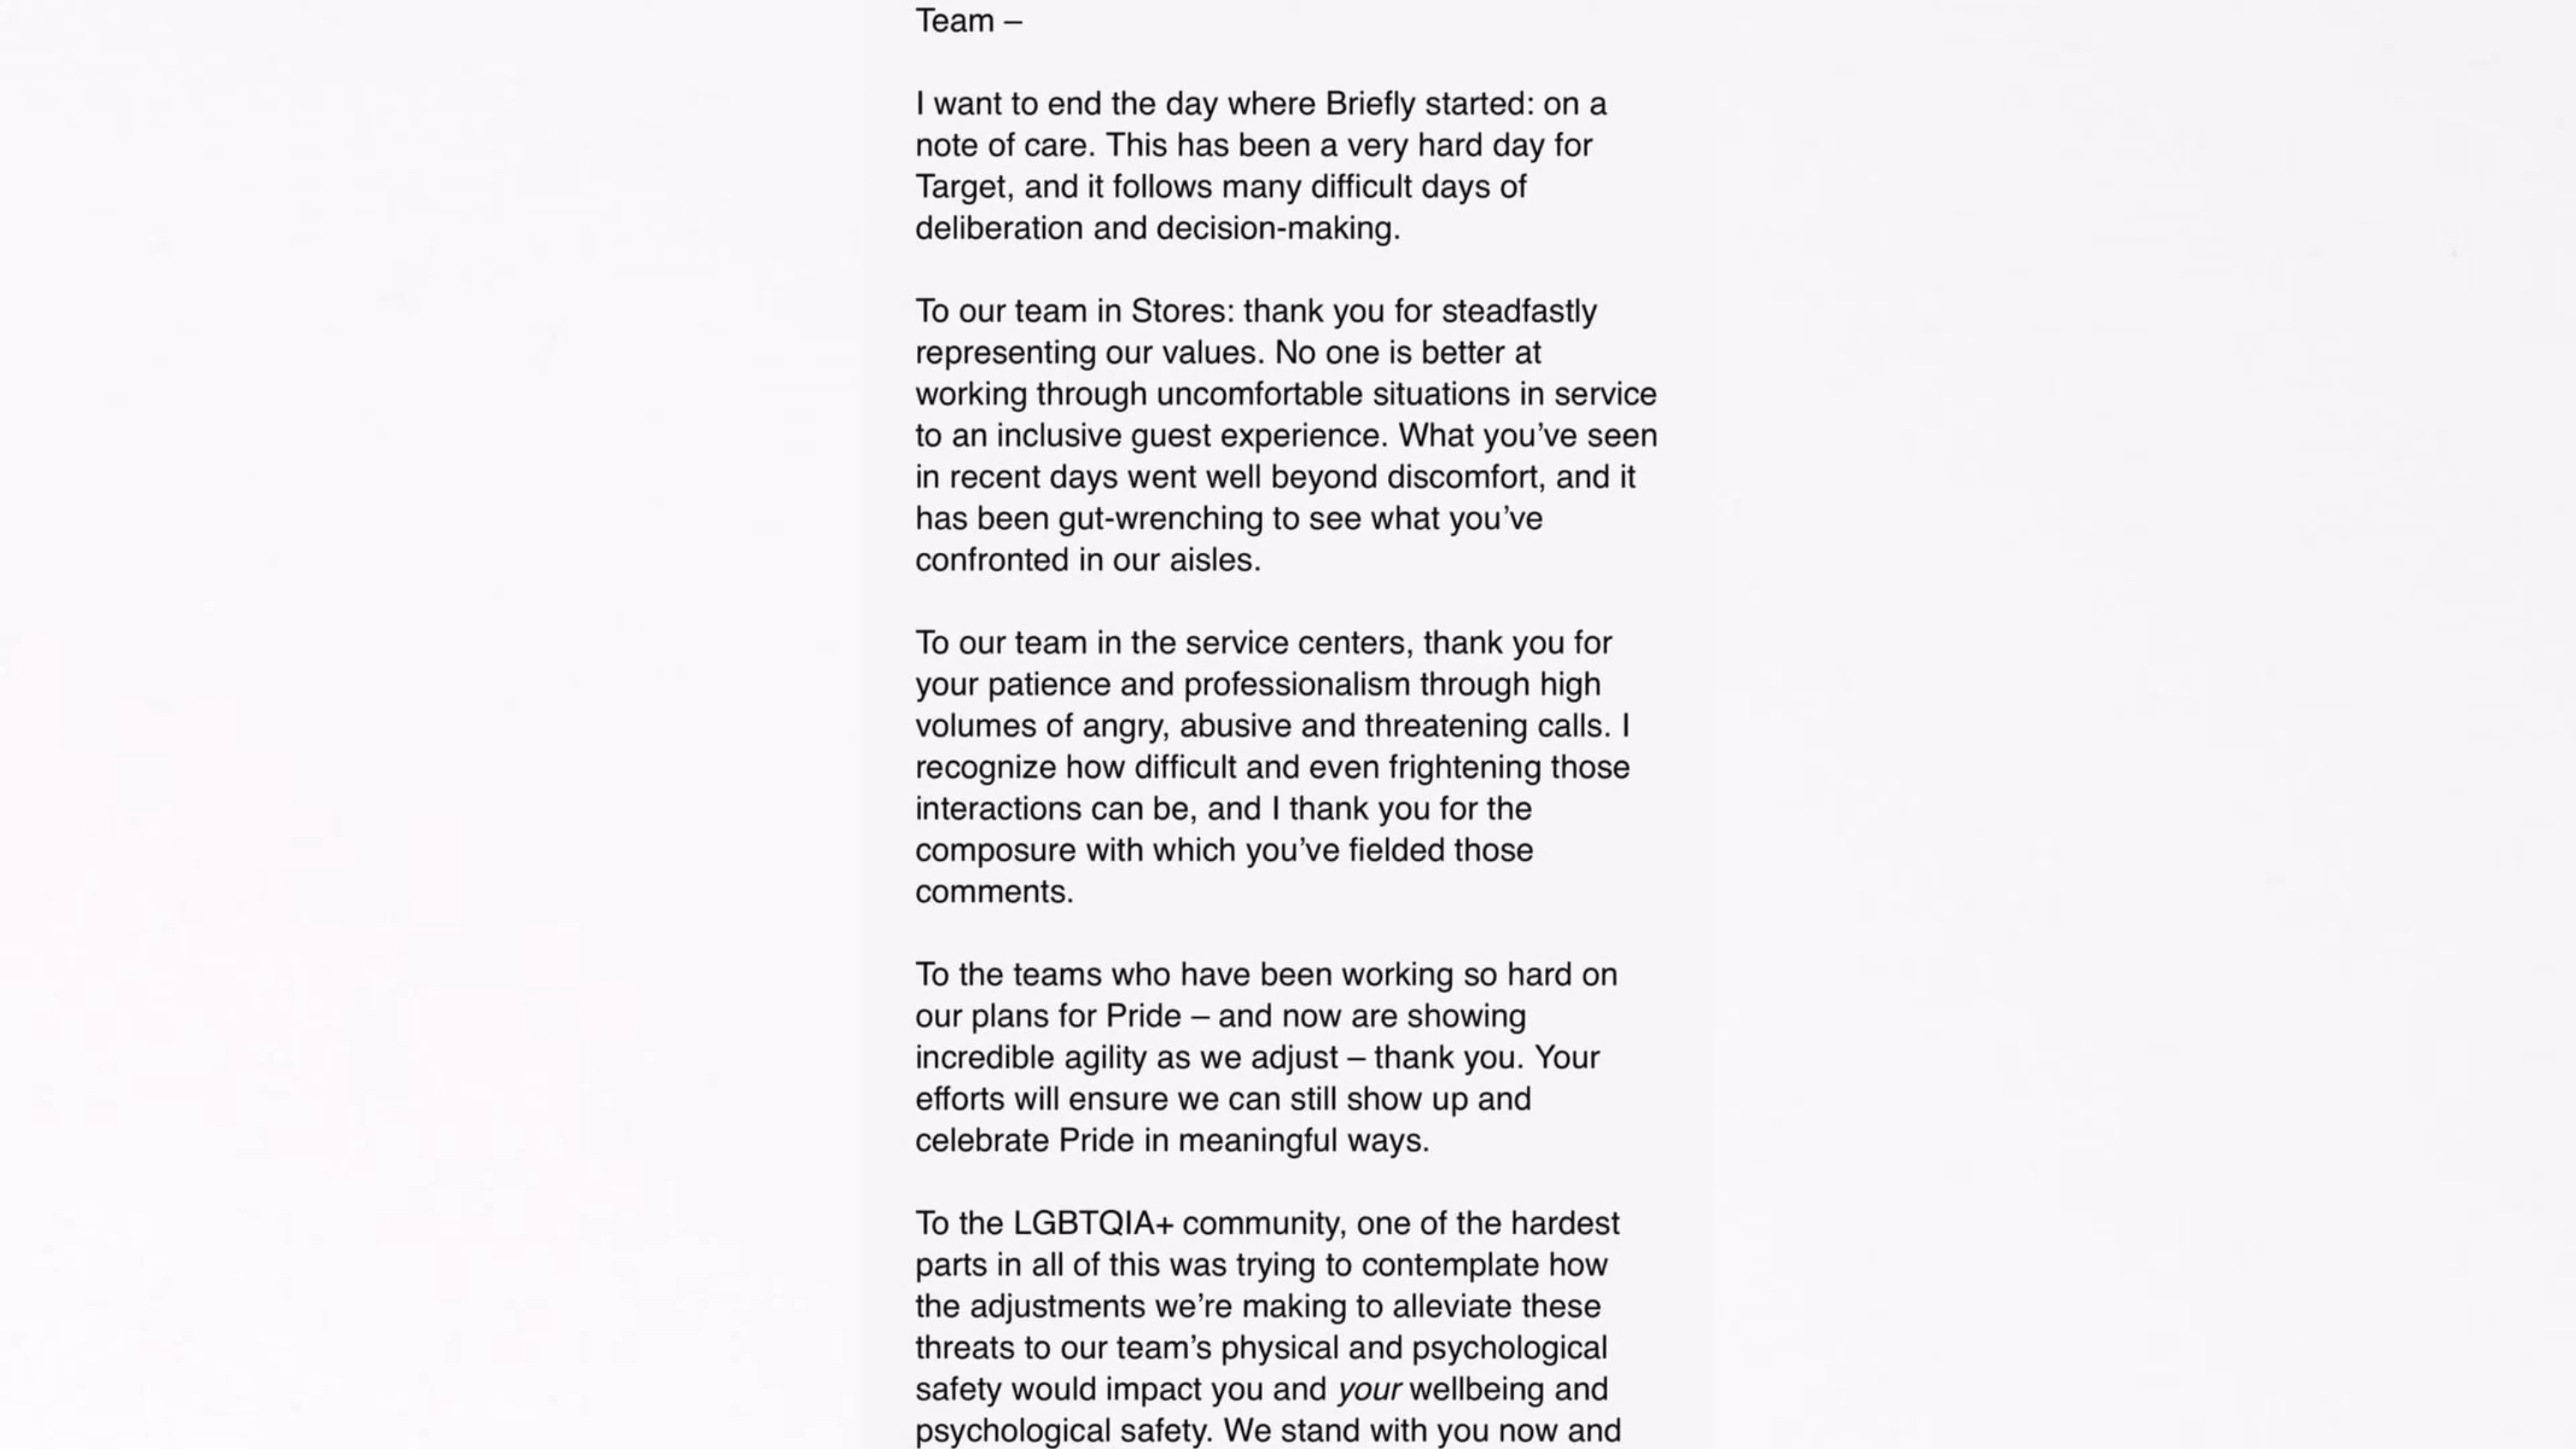 Team –
I want to end the day where Briefly started: on a
note of care. This has been a very hard day for
Target, and it follows many difficult days of
deliberation and decision-making.
To our team in Stores: thank you for steadfastly
representing our values. No one is better at
working through uncomfortable situations in service
to an inclusive guest experience. What you’ve seen
in recent days went well beyond discomfort, and it
has been gut-wrenching to see what you’ve
confronted in our aisles.
To our team in the service centers, thank you for
your patience and professionalism through high
volumes of angry, abusive and threatening calls. I
recognize how difficult and even frightening those
interactions can be, and I thank you for the
composure with which you’ve fielded those
comments.
To the teams who have been working so hard on
our plans for Pride – and now are showing
incredible agility as we adjust – thank you. Your
efforts will ensure we can still show up and
celebrate Pride in meaningful ways.
To the LGBTQIA+ community, one of the hardest
parts in all of this was trying to contemplate how
the adjustments we’re making to alleviate these
threats to our team’s physical and psychological
safety would impact you and your wellbeing and
psychological safety. We stand with you now and